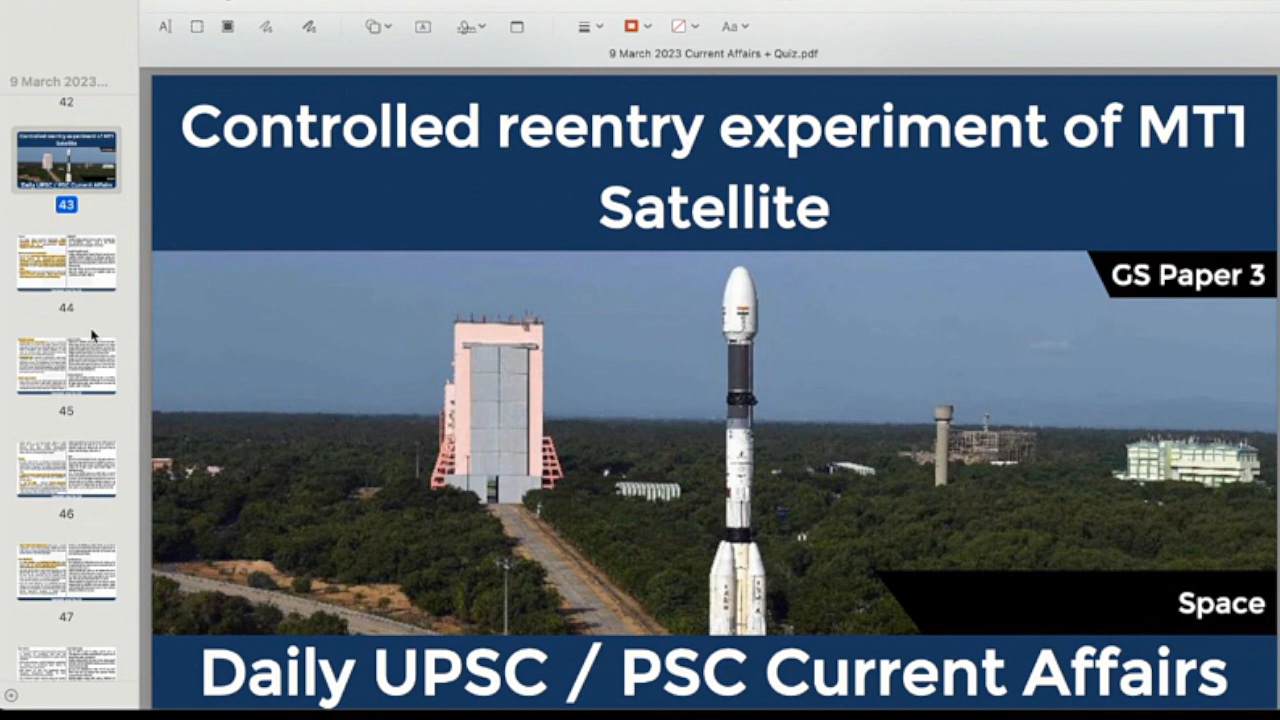 9 March 2023 Current Affairs + Quiz.pdf
9 March 2023...
42
43
44
45
46
47
Controlled reentry experiment of MT1
Satellite
GS Paper 3
Space
Daily UPSC / PSC Current Affairs